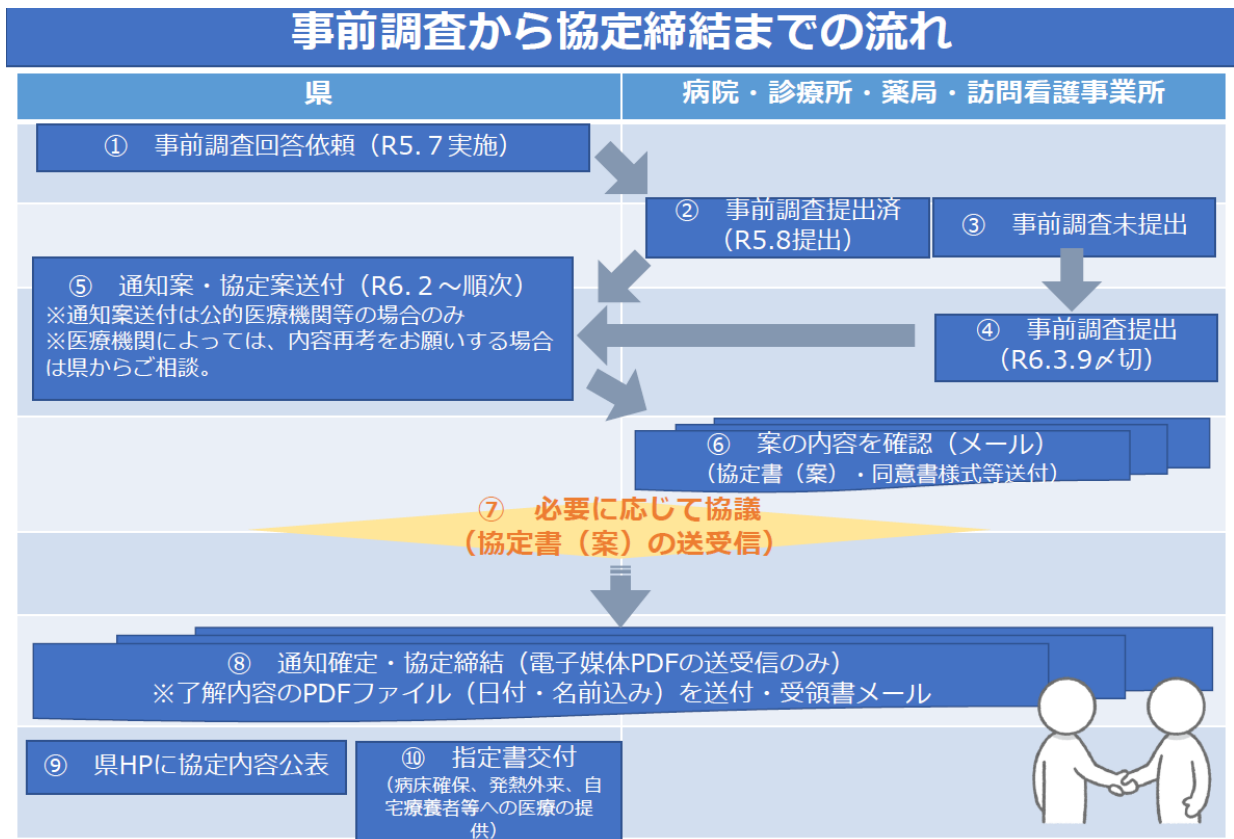 事前調査から協定締結までの流れ
県
病院・診療所・薬局・訪問看護事業所
① 事前調査回答依頼（R5.７実施）
② 事前調査提出済
（R5.8提出）
③ 事前調査未提出
⑤ 通知案・協定案送付（R6.２～順次）
※通知案送付は公的医療機関等の場合のみ
※医療機関によっては、内容再考をお願いする場合
は県からご相談。
④ 事前調査提出
（R6.3.9〆切）
⑥ 案の内容を確認（メール）
（協定書（案）・同意書様式等送付）
⑦ 必要に応じて協議
（協定書（案）の送受信）
⑧ 通知確定・協定締結（電子媒体PDFの送受信のみ）
※了解内容のPDFファイル（日付・名前込み）を送付・受領書メール
⑨ 県HPに協定内容公表
⑩ 指定書交付
（病床確保、発熱外来、自
宅療養者等への医療の提
供）